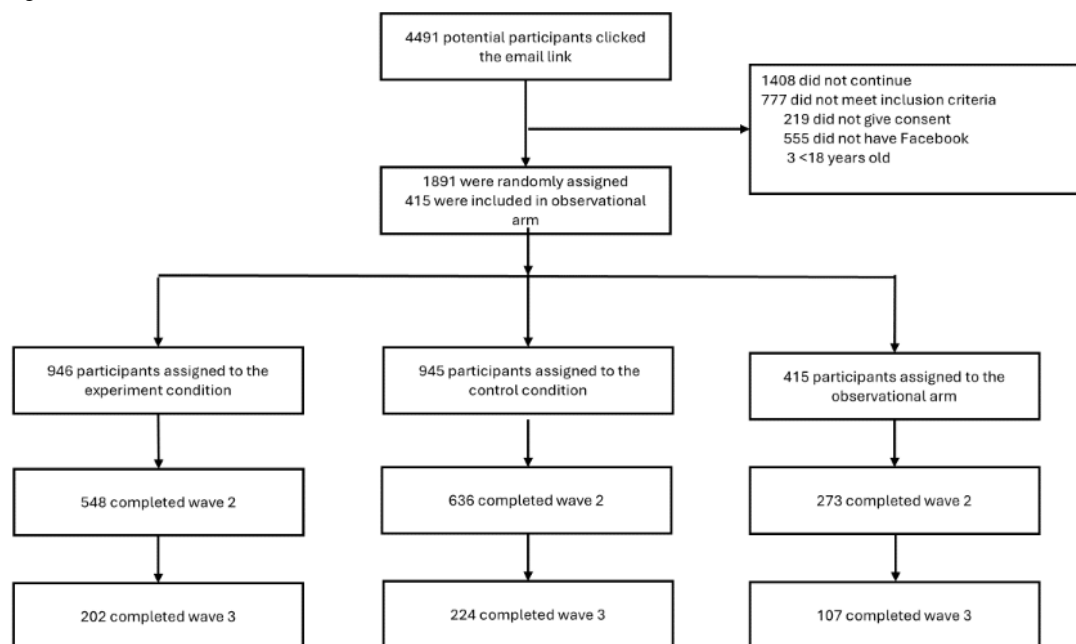 4491 potential participants clicked
the email link
1408 did not continue
777 did not meet inclusion criteria
219 did not give consent
555 did not have Facebook
3 <18 years old
1891 were randomly assigned
415 were included in observational
arm
946 participants assigned to the
experiment condition
945 participants assigned to the
control condition
415 participants assigned to the
observational arm
548 completed wave 2
636 completed wave 2
273 completed wave 2
202 completed wave 3
224 completed wave 3
107 completed wave 3